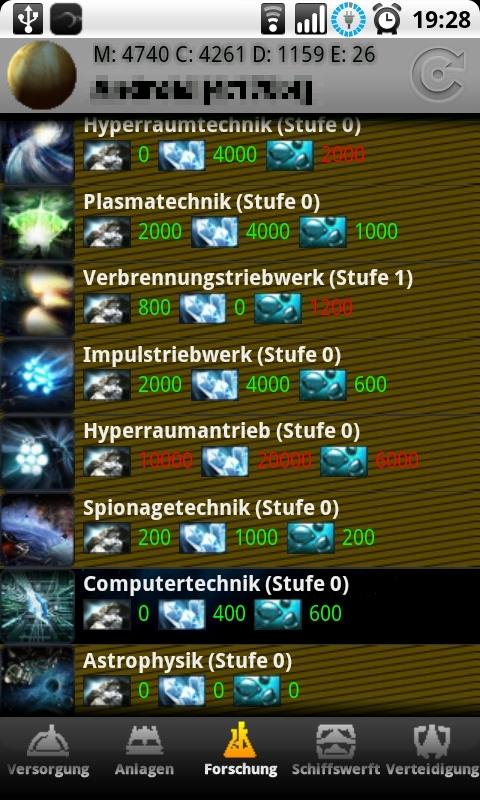 19:28
M: 4740 C: 4261 D: 1159 E: 26
Hyperraumtechnik (Stufe 0)
0 4000 2000
Plasmatechnik (Stufe 0)
2000 4000 1000
Verbrennungstriebwerk (Stufe 1)
800 0 1200
Impulstriebwerk (Stufe 0)
2000 4000 600
Hyperraumantrieb (Stufe 0)
10000 20000 6000
Spionagetechnik (Stufe 0)
200 1000 200
Computertechnik (Stufe 0)
0 400 600
Astrophysik (Stufe 0)
0 0 0
Versorgung Anlagen Forschung Schiffswerft Verteidigung